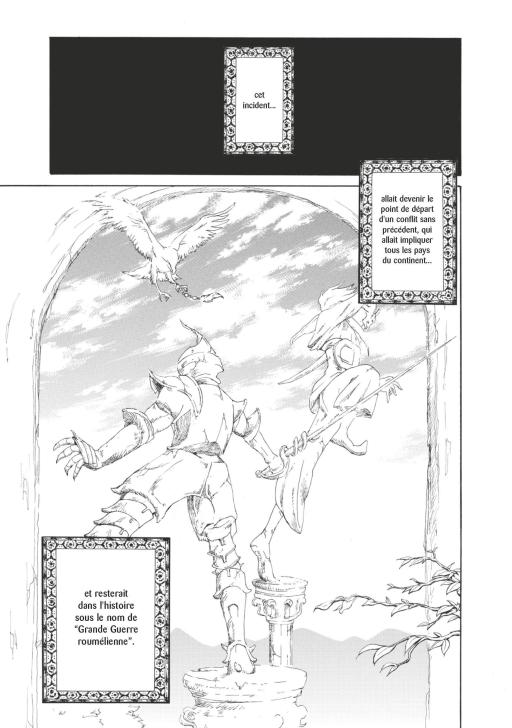 cet
incident...
allait devenir le
point de départ
d'un conflit sans
précédent, qui
allait impliquer
tous les pays
du continent...
et resterait
dans l'histoire
sous le nom de
"Grande Guerre
roumélienne".